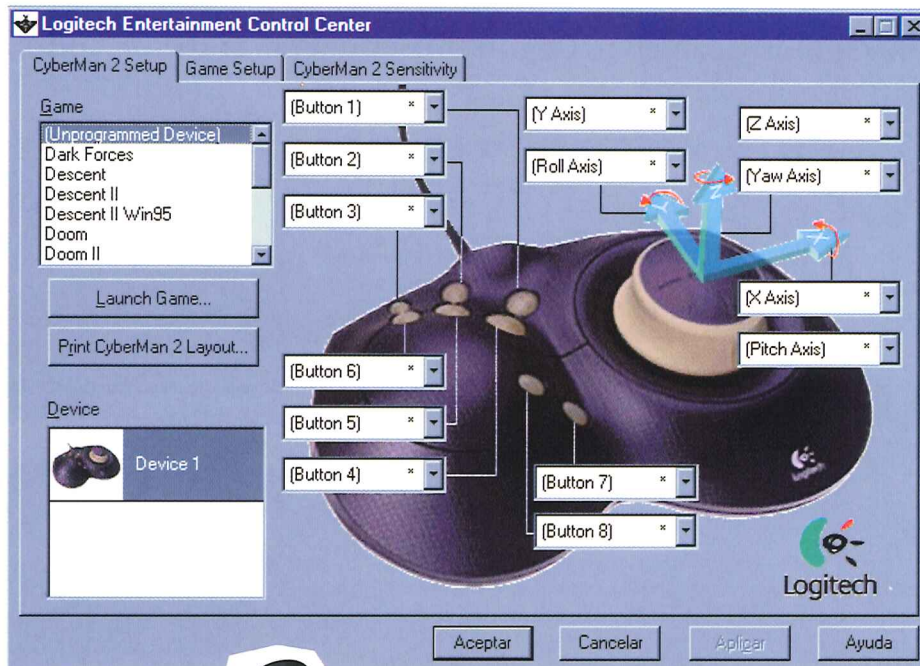 Logitech Entertainment Control Center
CyberMan 2 Setup
Game Setup
CyberMan 2 Sensitivity
Game
(Unprogrammed Device)
Dark Forces
Descent
Descent II
Descent II Win95
Doom
Doom II
Launch Game...
Print CyberMan 2 Layout...
Device
Device 1
(Button 1) *
(Button 2) *
(Button 3) *
(Button 6) *
(Button 5) *
(Button 4) *
(Button 7) *
(Button 8) *
(Y Axis) *
(Roll Axis) *
(Z Axis) *
(Yaw Axis) *
Y
Z
X
(X Axis) *
(Pitch Axis) *
Logitech
Aceptar
Cancelar
Apligar
Ayuda